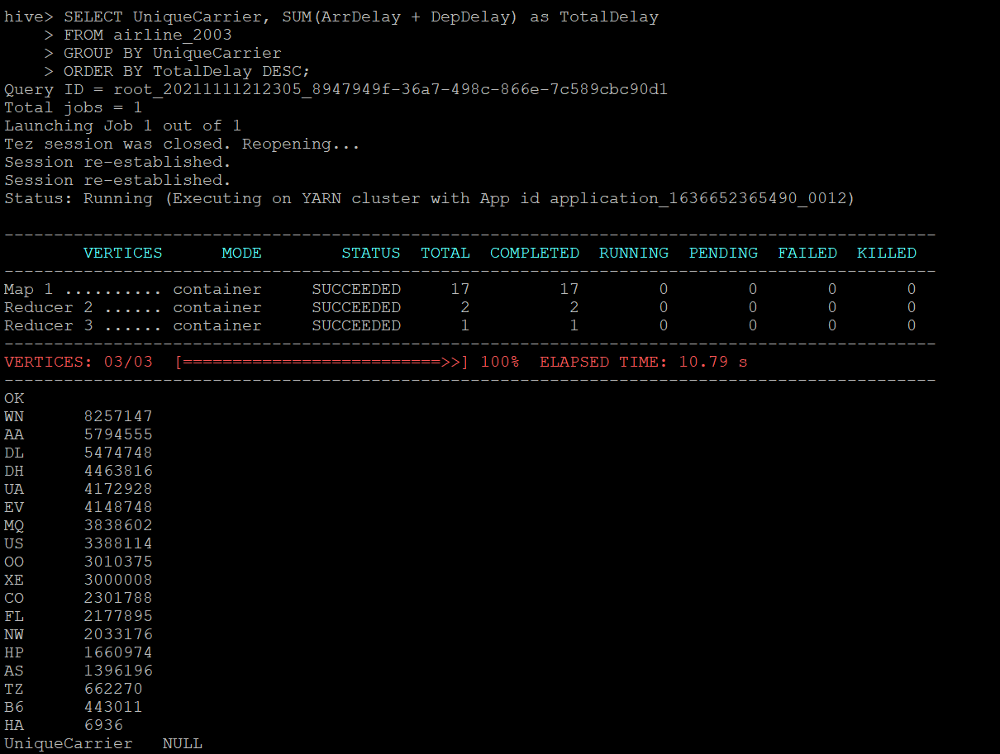 hive> SELECT UniqueCarrier, SUM(ArrDelay + DepDelay) as TotalDelay
    > FROM airline_2003
    > GROUP BY UniqueCarrier
    > ORDER BY TotalDelay DESC;
Query ID = root_20211111212305_8947949f-36a7-498c-866e-7c589cbc90d1
Total jobs = 1
Launching Job 1 out of 1
Tez session was closed. Reopening...
Session re-established.
Session re-established.
Status: Running (Executing on YARN cluster with App id application_1636652365490_0012)
----------------------------------------------------------------------------------------------
        VERTICES      MODE        STATUS  TOTAL  COMPLETED  RUNNING  PENDING  FAILED  KILLED
----------------------------------------------------------------------------------------------
Map 1 .......... container     SUCCEEDED     17         17        0        0       0       0
Reducer 2 ...... container     SUCCEEDED      2          2        0        0       0       0
Reducer 3 ...... container     SUCCEEDED      1          1        0        0       0       0
----------------------------------------------------------------------------------------------
VERTICES: 03/03  [==========================>>] 100%  ELAPSED TIME: 10.79 s
----------------------------------------------------------------------------------------------
OK
WN      8257147
AA      5794555
DL      5474748
DH      4463816
UA      4172928
EV      4148748
MQ      3838602
US      3388114
OO      3010375
XE      3000008
CO      2301788
FL      2177895
NW      2033176
HP      1660974
AS      1396196
TZ      662270
B6      443011
HA      6936
UniqueCarrier   NULL